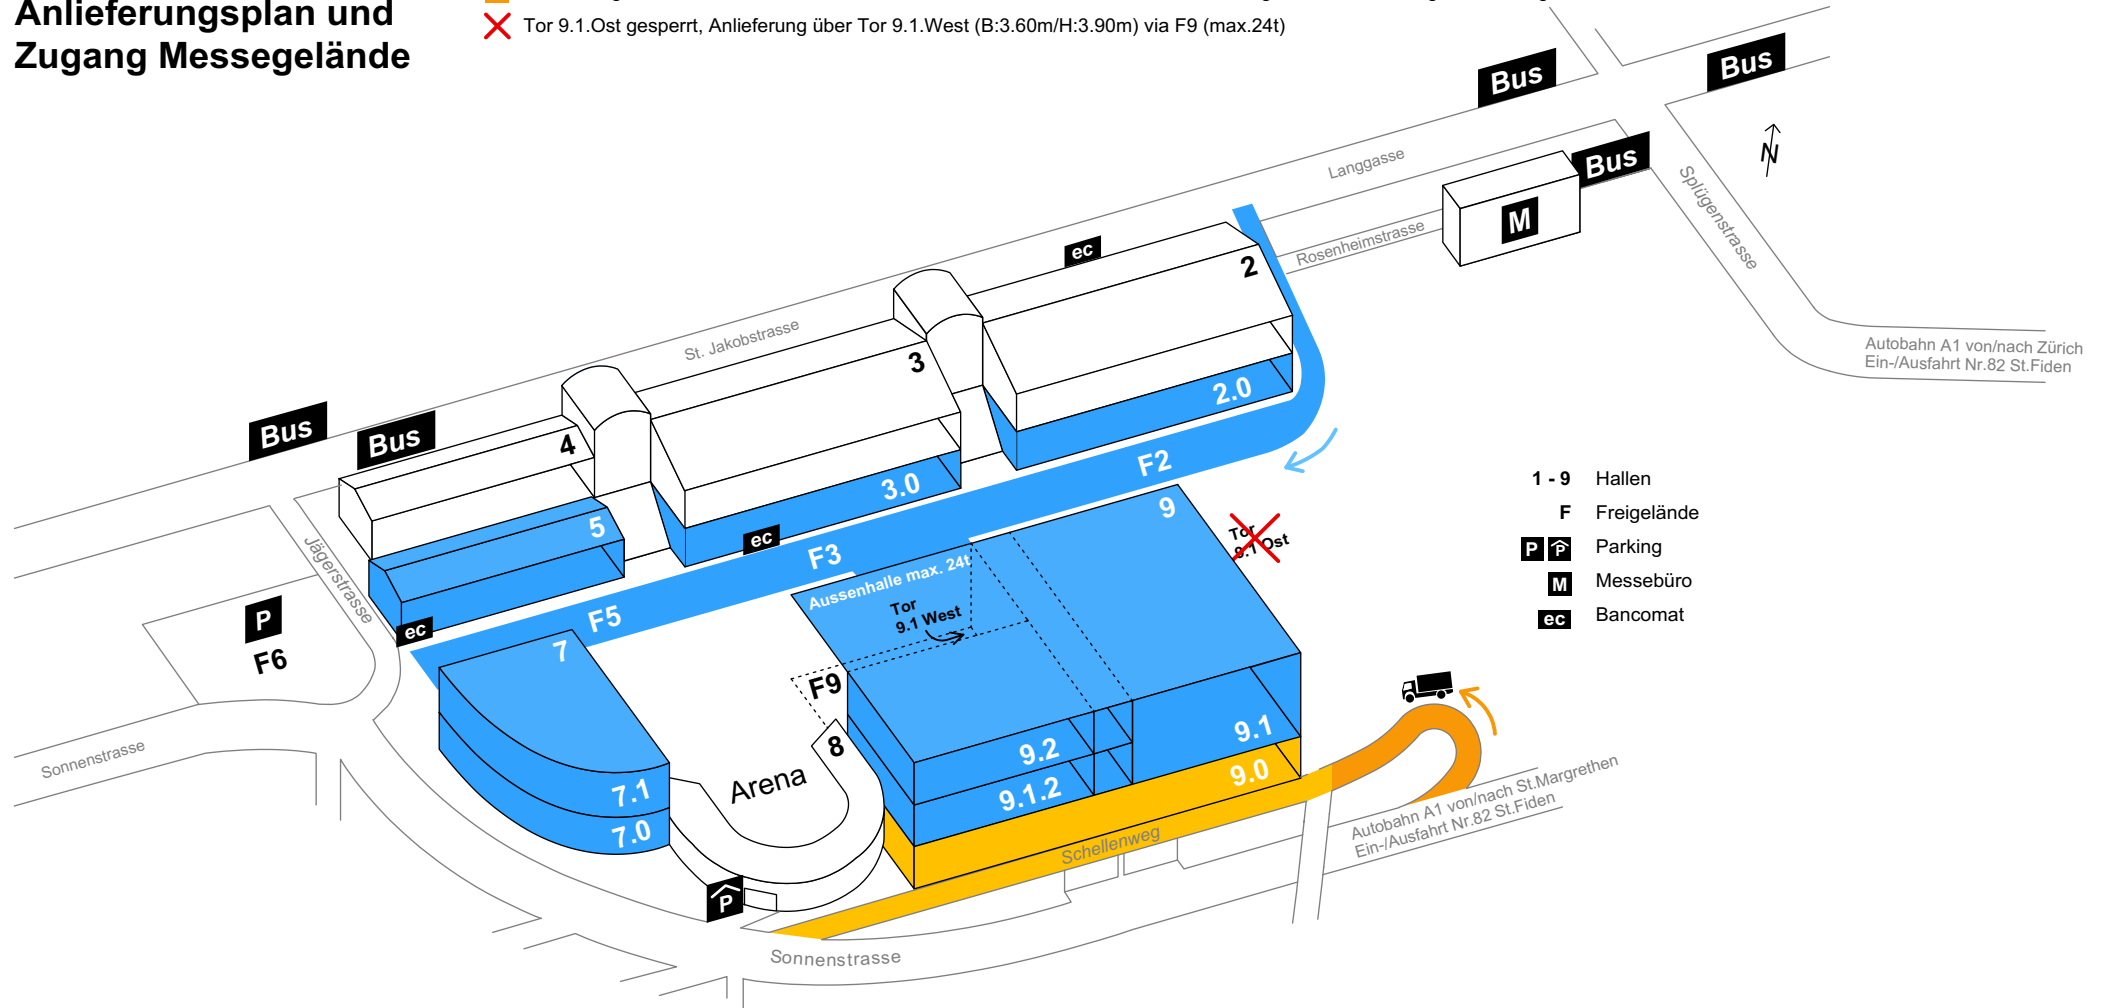 Anlieferungsplan und
Zugang Messegelände
Tor 9.1.Ost gesperrt, Anlieferung über Tor 9.1.West (B:3.60m/H:3.90m) via F9 (max.24t)
Bus
Bus
Bus
N
Langgasse
Splügenstrasse
M
Rosenheimstrasse
ec
2
St. Jakobstrasse
3
Autobahn A1 von/nach Zürich
Ein-/Ausfahrt Nr.82 St.Fiden
2.0
Bus
Bus
4
F2
3.0
5
ec
F3
9
Tor
9.1 Ost
1 - 9 Hallen
F Freigelände
P P Parking
M Messebüro
ec Bancomat
Jägerstrasse
Aussenhalle max. 24t
Tor
9.1 West
P
F6
ec
F5
7
F9
8
Arena
Sonnenstrasse
9.2
9.1
9.1.2
9.0
7.1
7.0
Schellenweg
Autobahn A1 von/nach St.Margrethen
Ein-/Ausfahrt Nr.82 St.Fiden
P
Sonnenstrasse